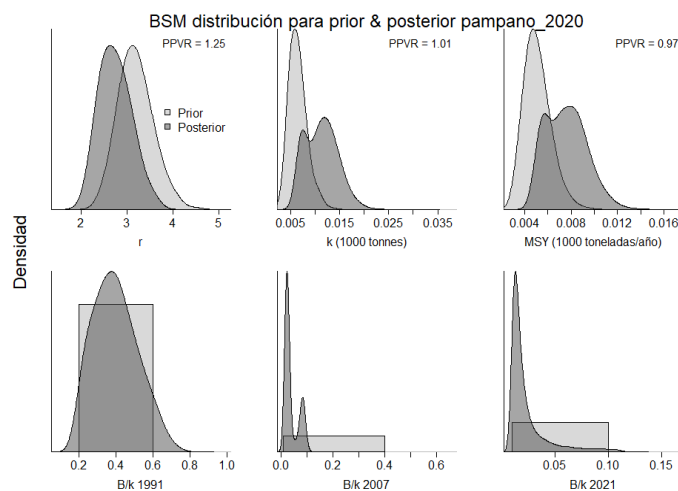 BSM distribución para prior & posterior pampano_2020
PPVR = 1.25
PPVR = 1.01
PPVR = 0.97
Prior
Posterior
2 3 4 5
r
0.005 0.015 0.025 0.035
k (1000 tonnes)
0.004 0.008 0.012 0.016
MSY (1000 toneladas/año)
Densidad
0.2 0.4 0.6 0.8 1.0
B/k 1991
0.0 0.2 0.4 0.6
B/k 2007
0.05 0.10 0.15
B/k 2021